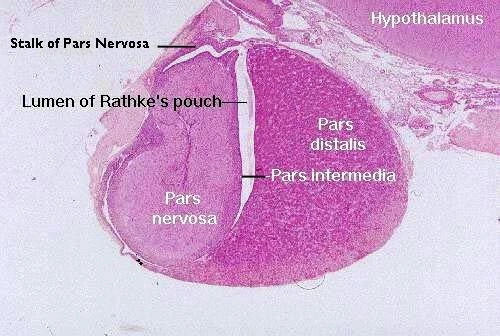 Hypothalamus
Stalk of Pars Nervosa
Lumen of Rathke's pouch
Pars
distalis
Pars intermedia
Pars
nervosa